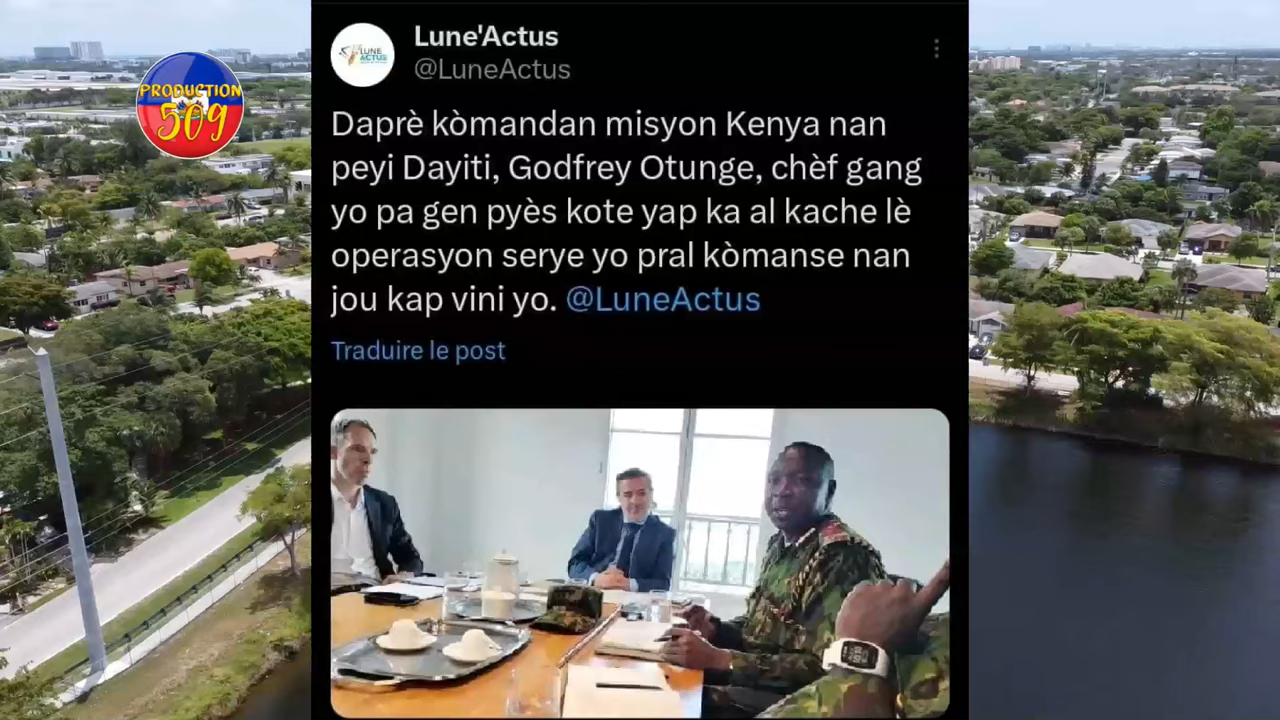 PRODUCTION
509
LUNE
ACTUS
Lune'Actus
@LuneActus
Daprè kòmandan misyon Kenya nan
peyi Dayiti, Godfrey Otunge, chèf gang
yo pa gen pyès kote yap ka al kache lè
operasyon serye yo pral kòmanse nan
jou kap vini yo. @LuneActus
Traduire le post